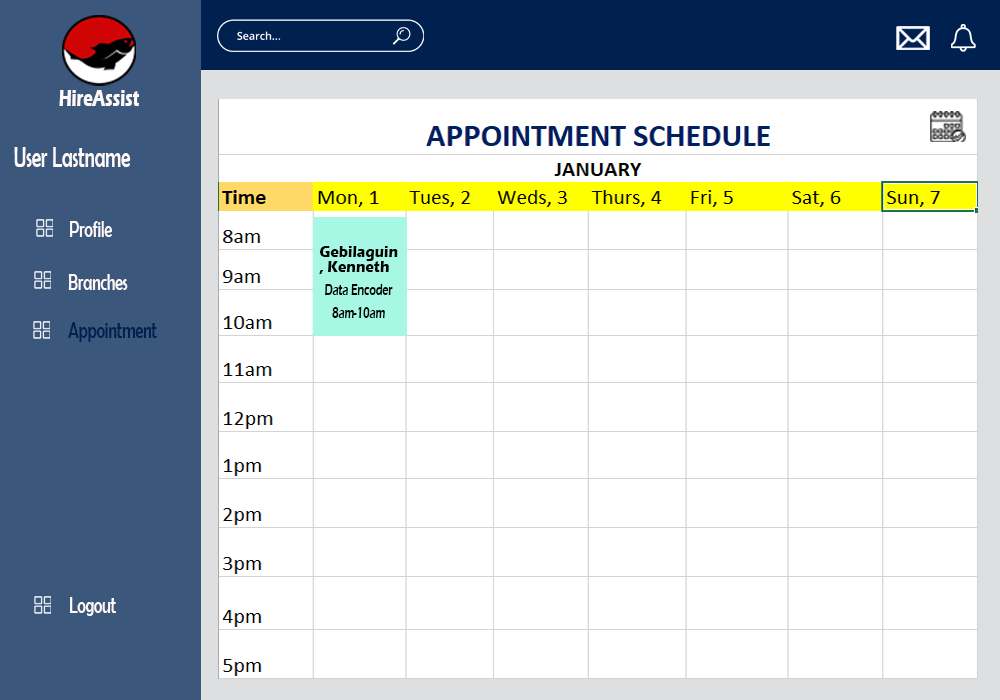 HireAssist
User Lastname
Profile
Branches
Appointment
Logout
Search...
APPOINTMENT SCHEDULE
JANUARY
Time Mon, 1 Tues, 2 Weds, 3 Thurs, 4 Fri, 5 Sat, 6 Sun, 7
8am
9am
10am
11am
12pm
1pm
2pm
3pm
4pm
5pm
Gebilaguin
, Kenneth
Data Encoder
8am-10am